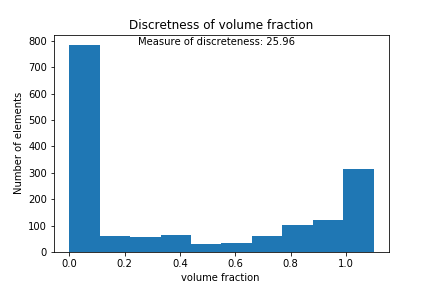 Discretness of volume fraction
Measure of discreteness: 25.96
800
700
600
500
400
300
200
100
0
Number of elements
0.0 0.2 0.4 0.6 0.8 1.0
volume fraction